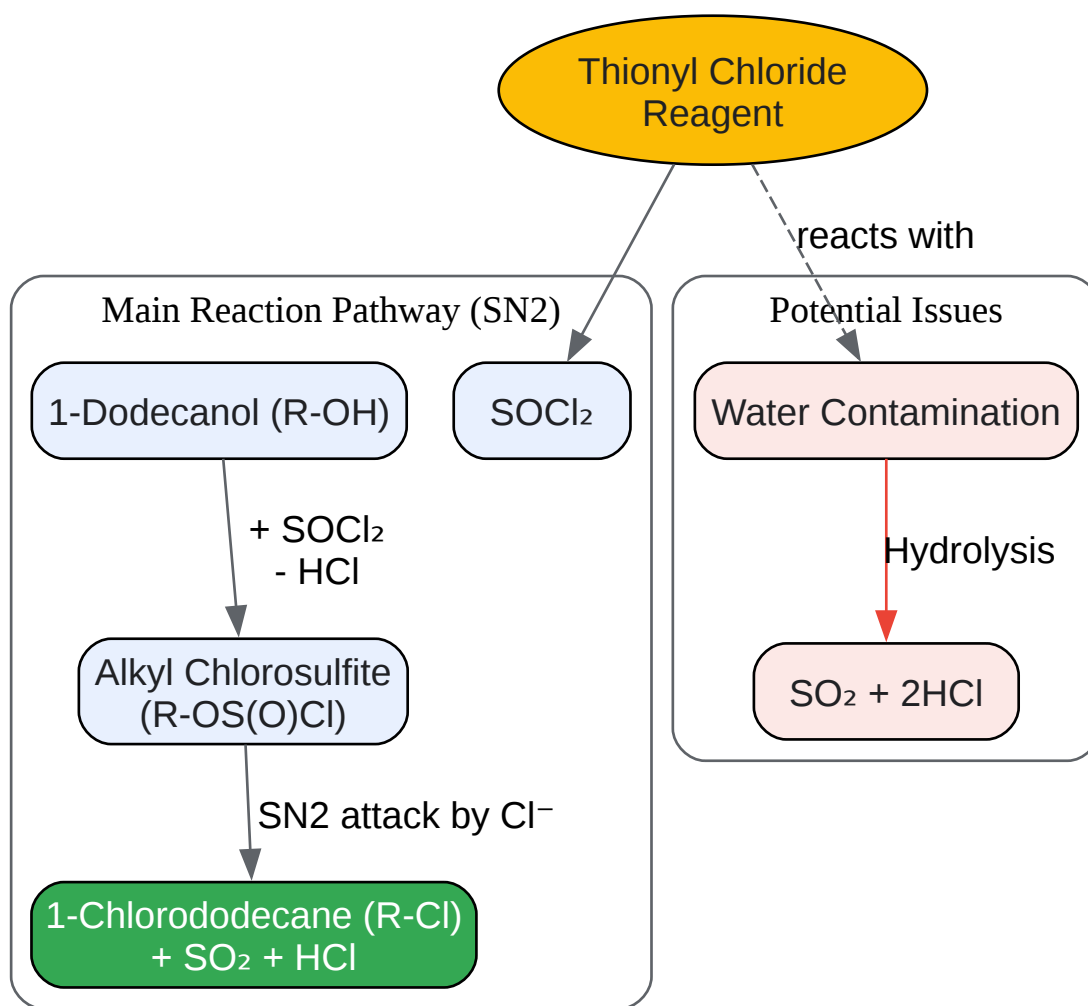 Thionyl Chloride
Reagent
reacts with
Main Reaction Pathway (SN2)
1-Dodecanol (R-OH)
SOCl₂
+ SOCl₂
- HCl
Alkyl Chlorosulfite
(R-OS(O)Cl)
SN2 attack by Cl⁻
1-Chlorododecane (R-Cl)
+ SO₂ + HCl
Potential Issues
Water Contamination
Hydrolysis
SO₂ + 2HCl